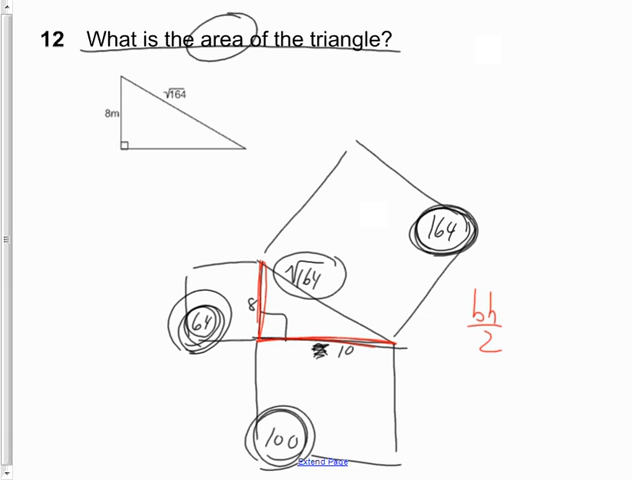 12 What is the area of the triangle?
√164
8m
164
√164
8
64
10
bh
2
100
Extend Page